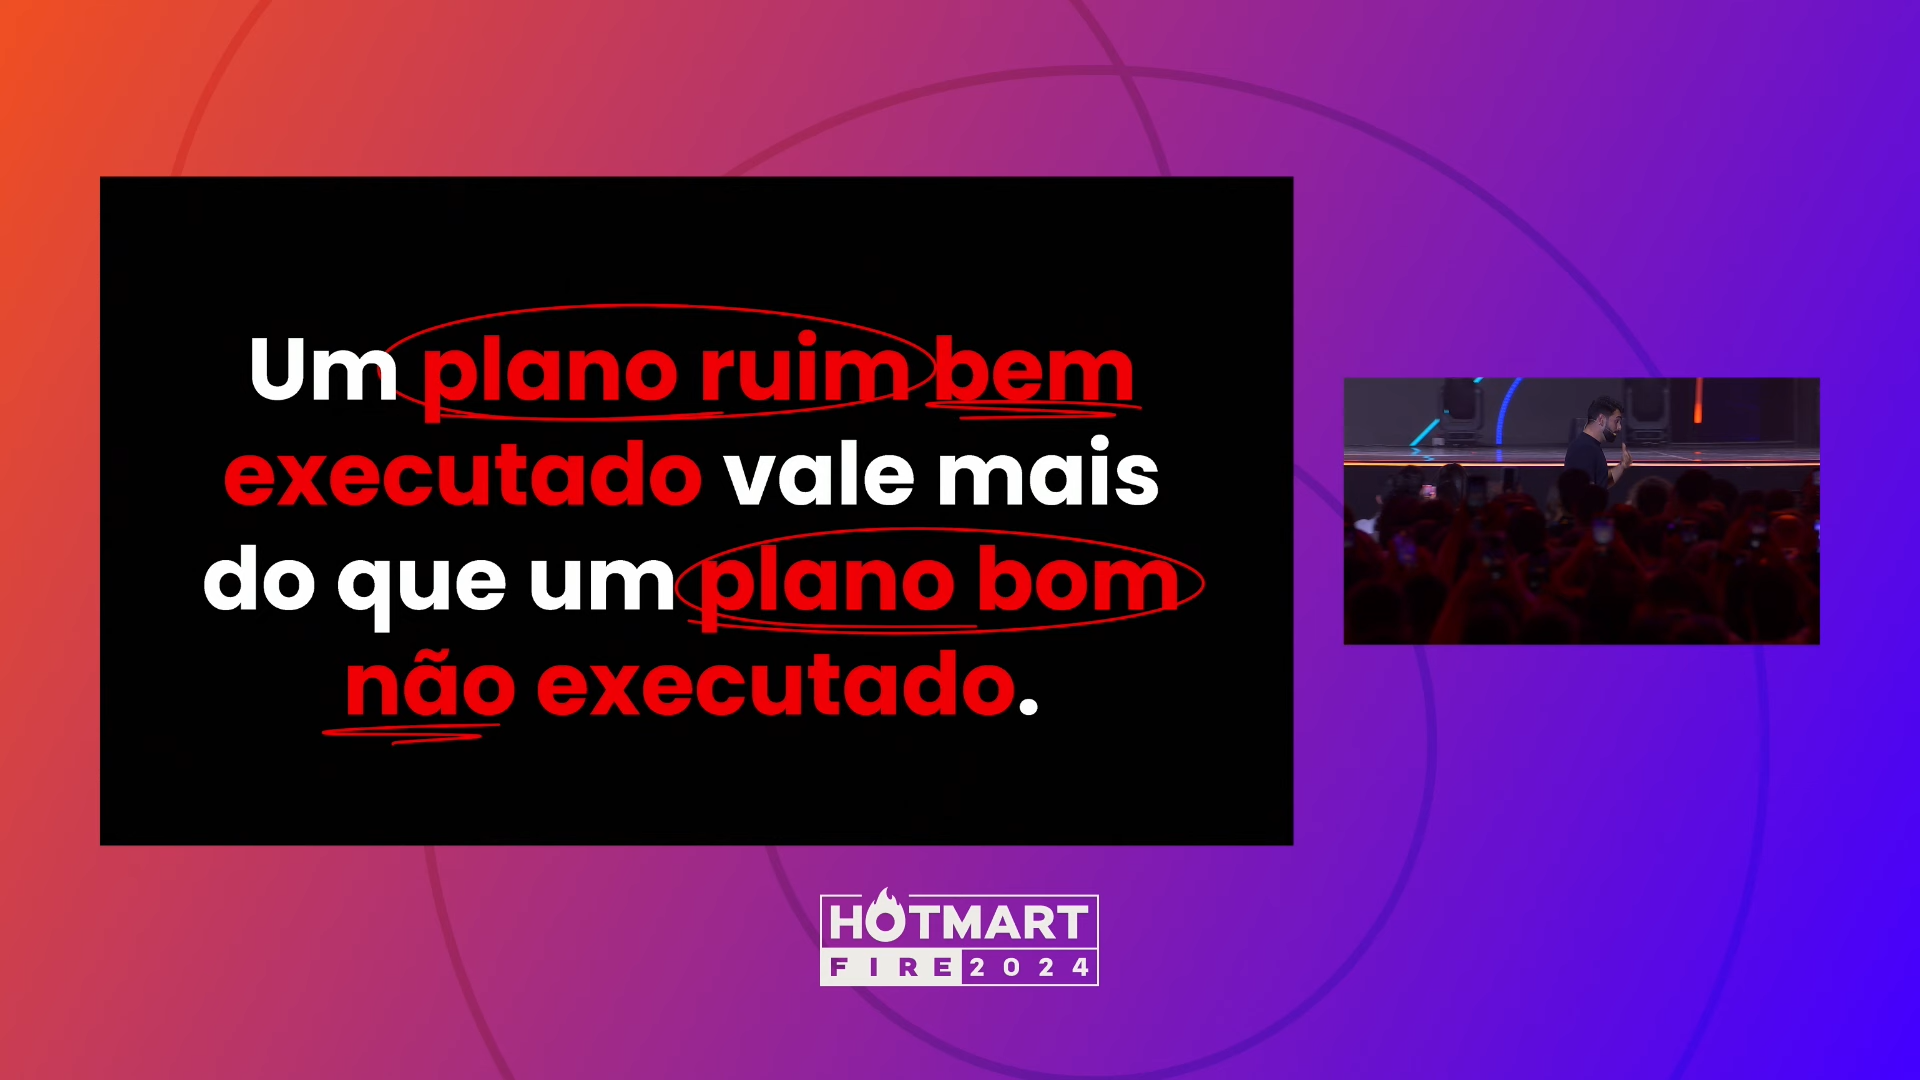 Um plano ruim bem
executado vale mais
do que um plano bom
não executado.
HOTMART
FIRE 2024